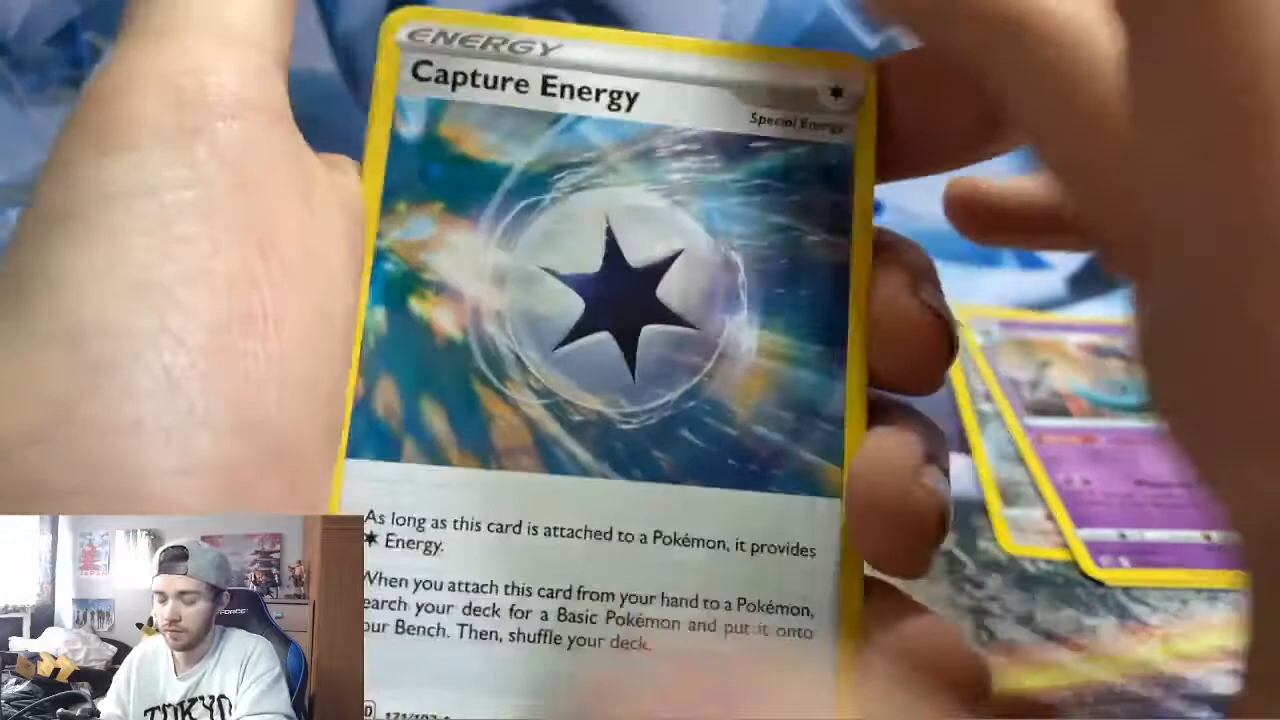 ENERGY
Capture Energy
Special Energy
As long as this card is attached to a Pokémon, it provides
Energy.
When you attach this card from your hand to a Pokémon,
earch your deck for a Basic Pokémon and put it onto
our Bench. Then, shuffle your deck.
D
JAPAN
FORCE
TOKYO